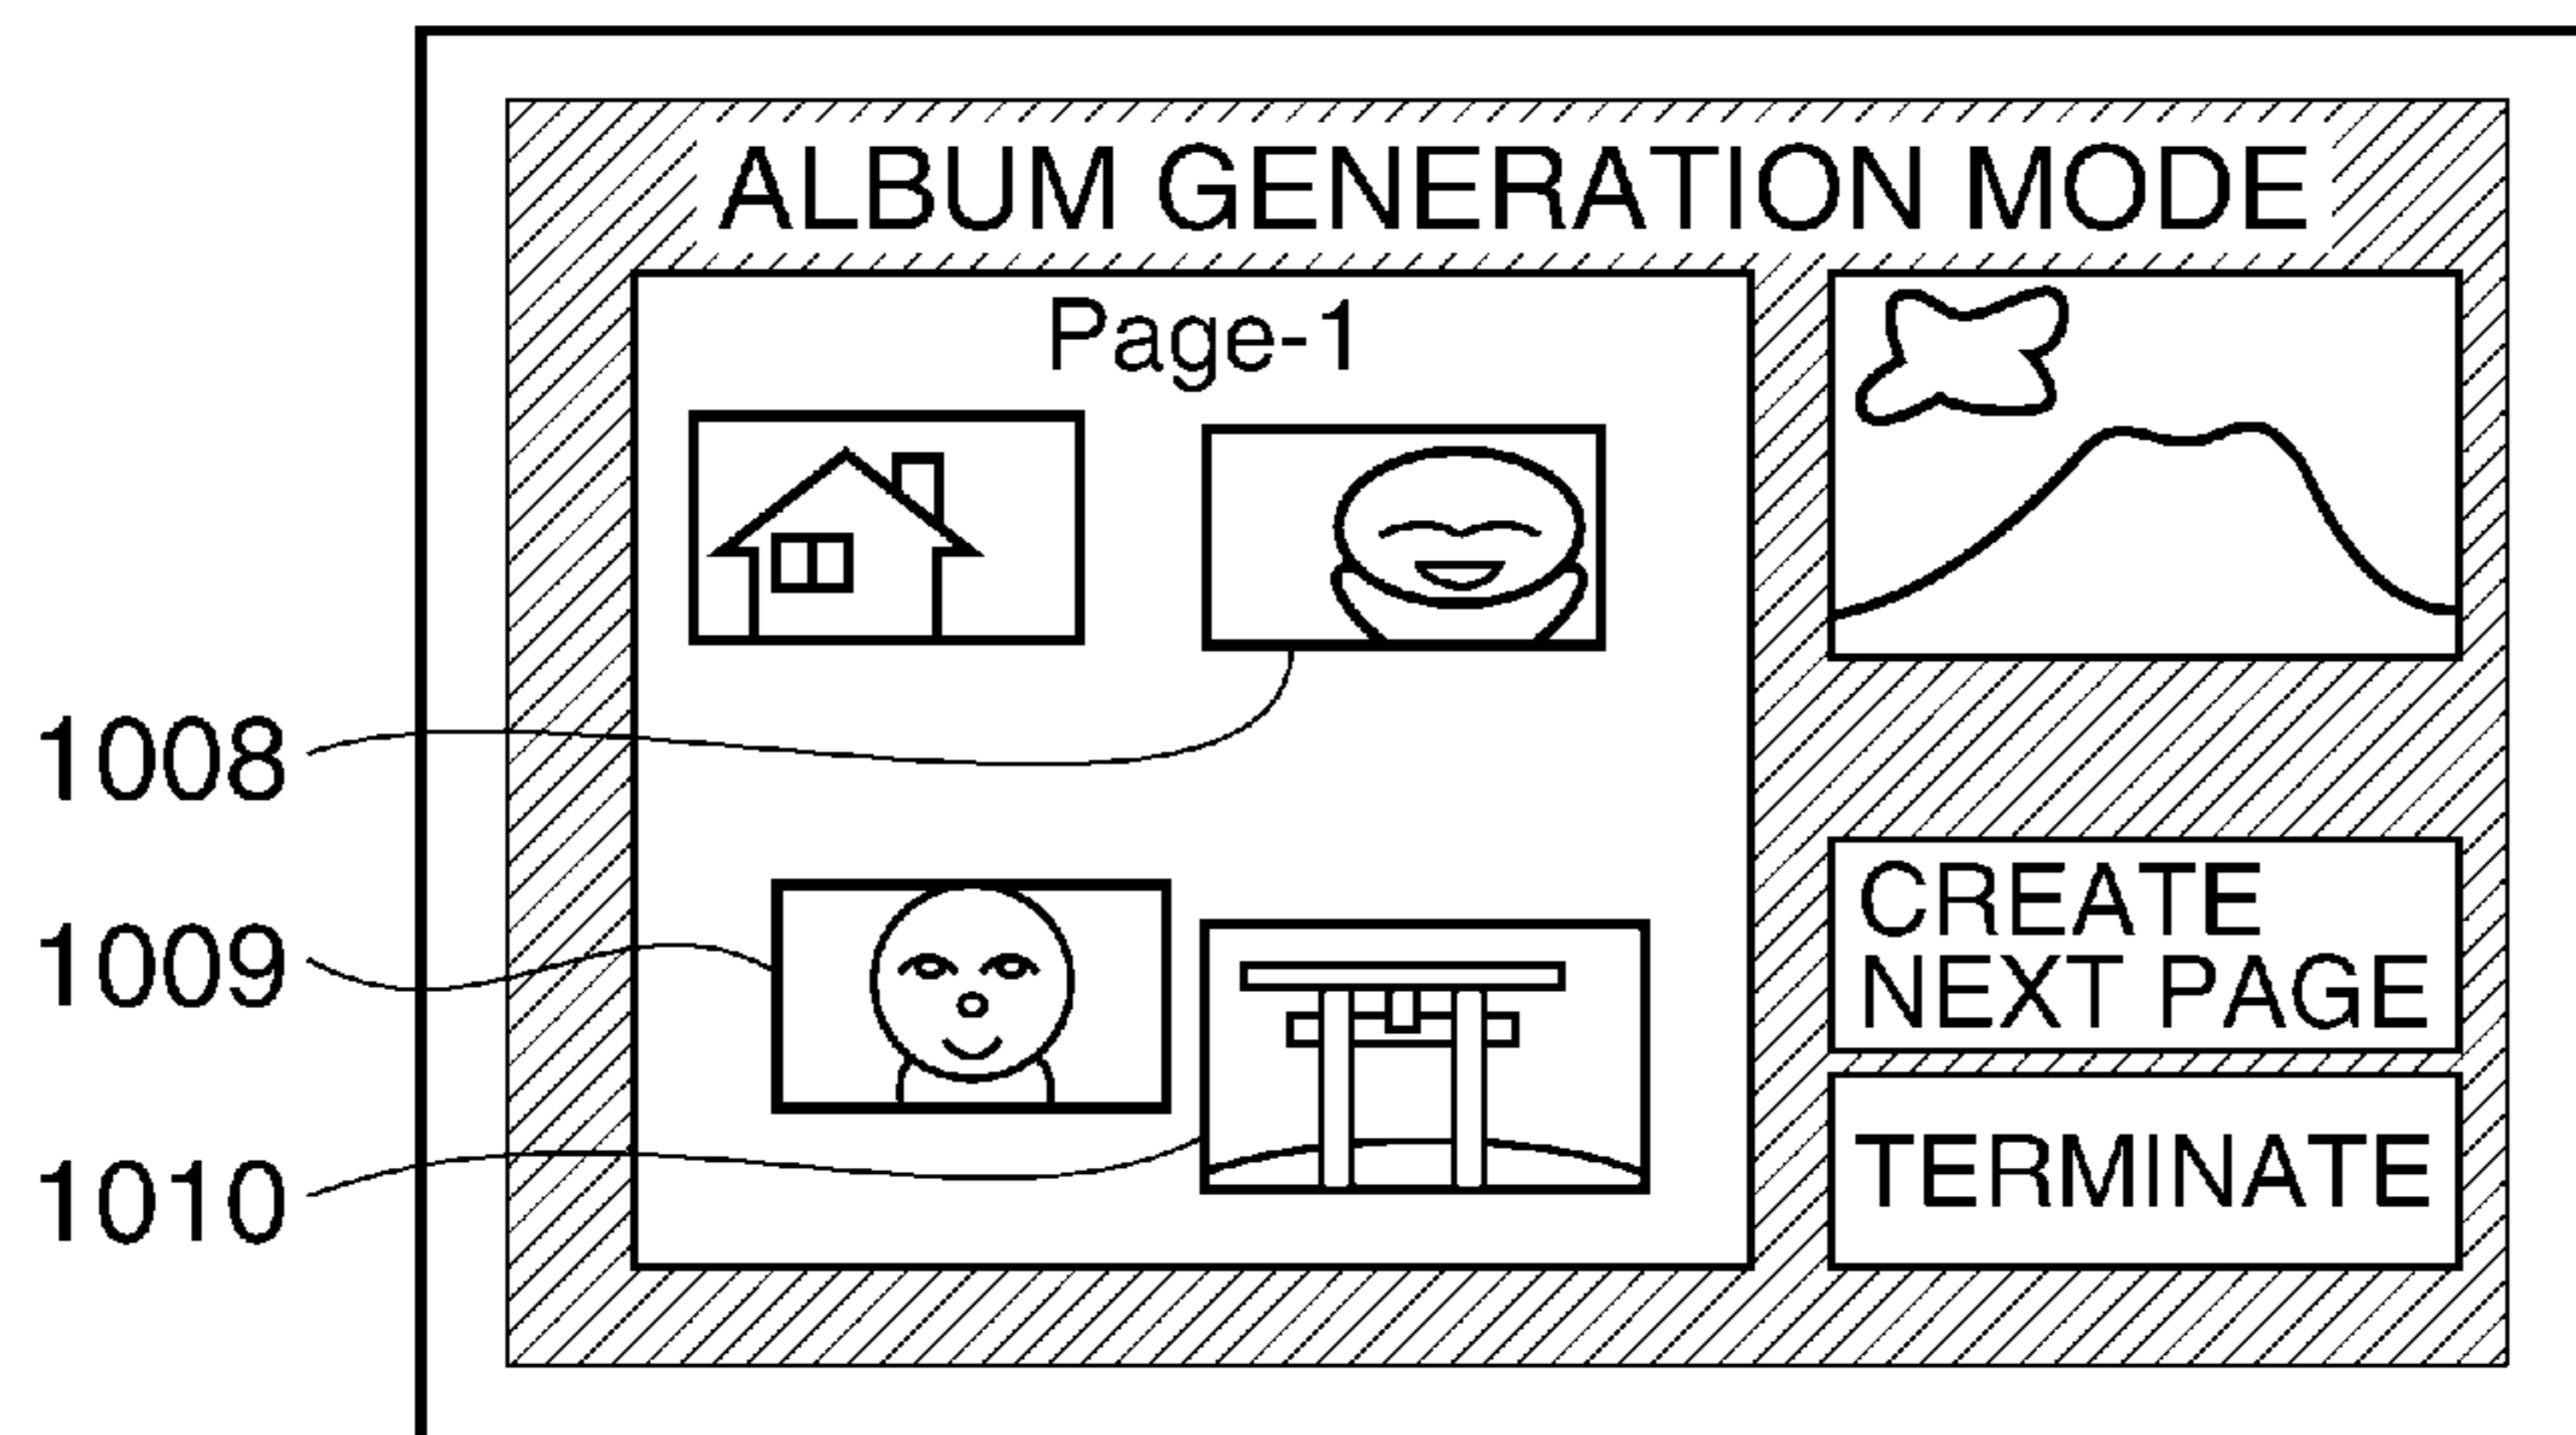 ALBUM GENERATION MODE
Page-1
1008
1009
1010
CREATE
NEXT PAGE
TERMINATE